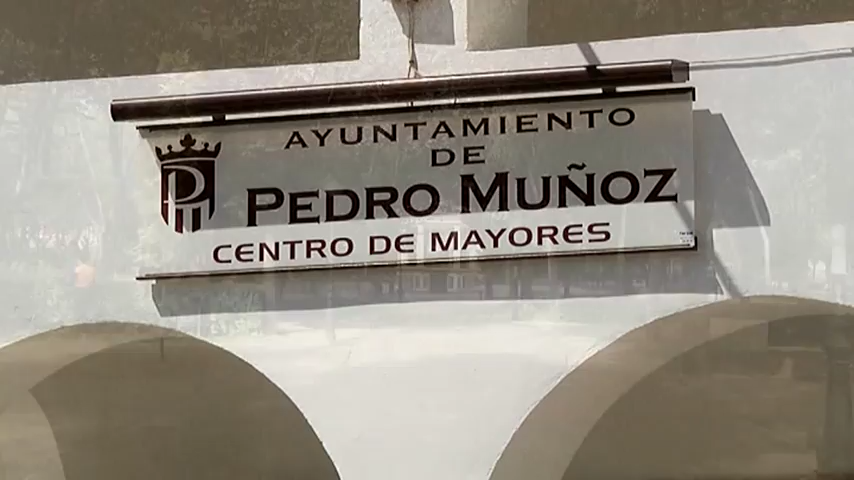 AYUNTAMIENTO
DE
PEDRO MUÑOZ
CENTRO DE MAYORES